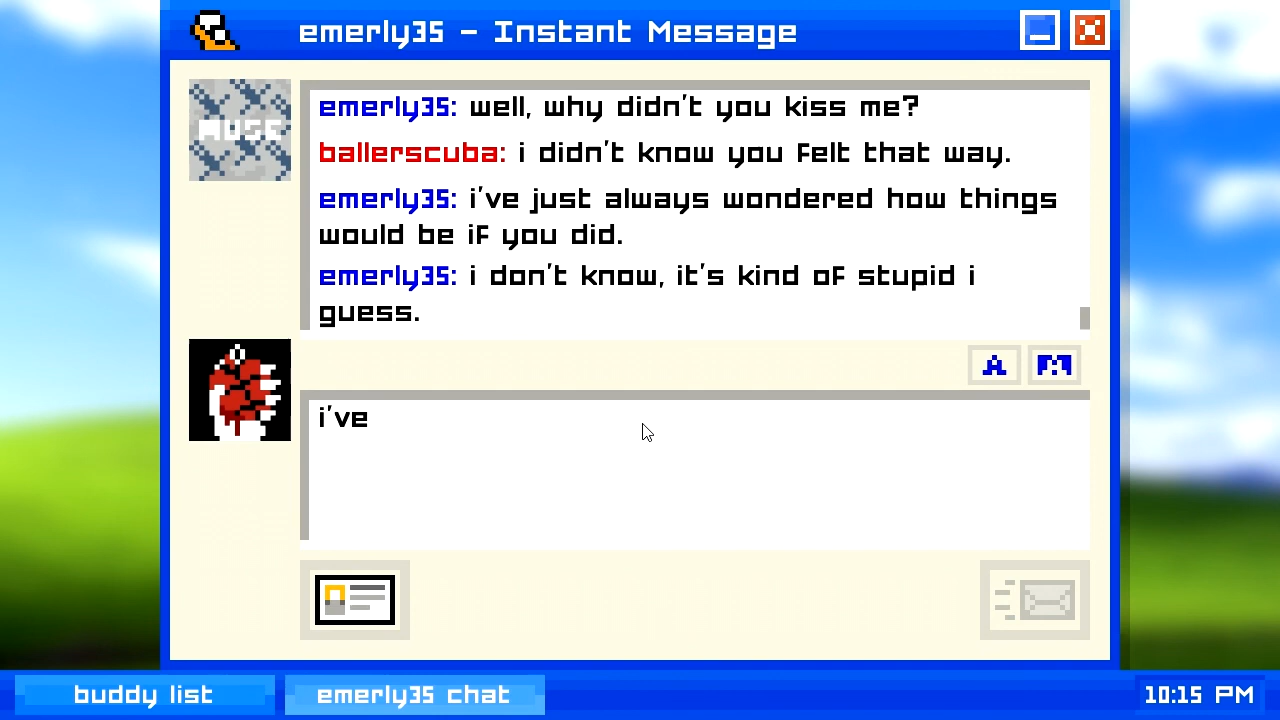 emerly35 - Instant Message
MUSE
emerly35: well, why didn't you kiss me?
ballerscuba: i didn't know you felt that way.
emerly35: i've just always wondered how things
would be if you did.
emerly35: i don't know, it's kind of stupid i
guess.
A
i've
buddy list
emerly35 chat
10:15 PM